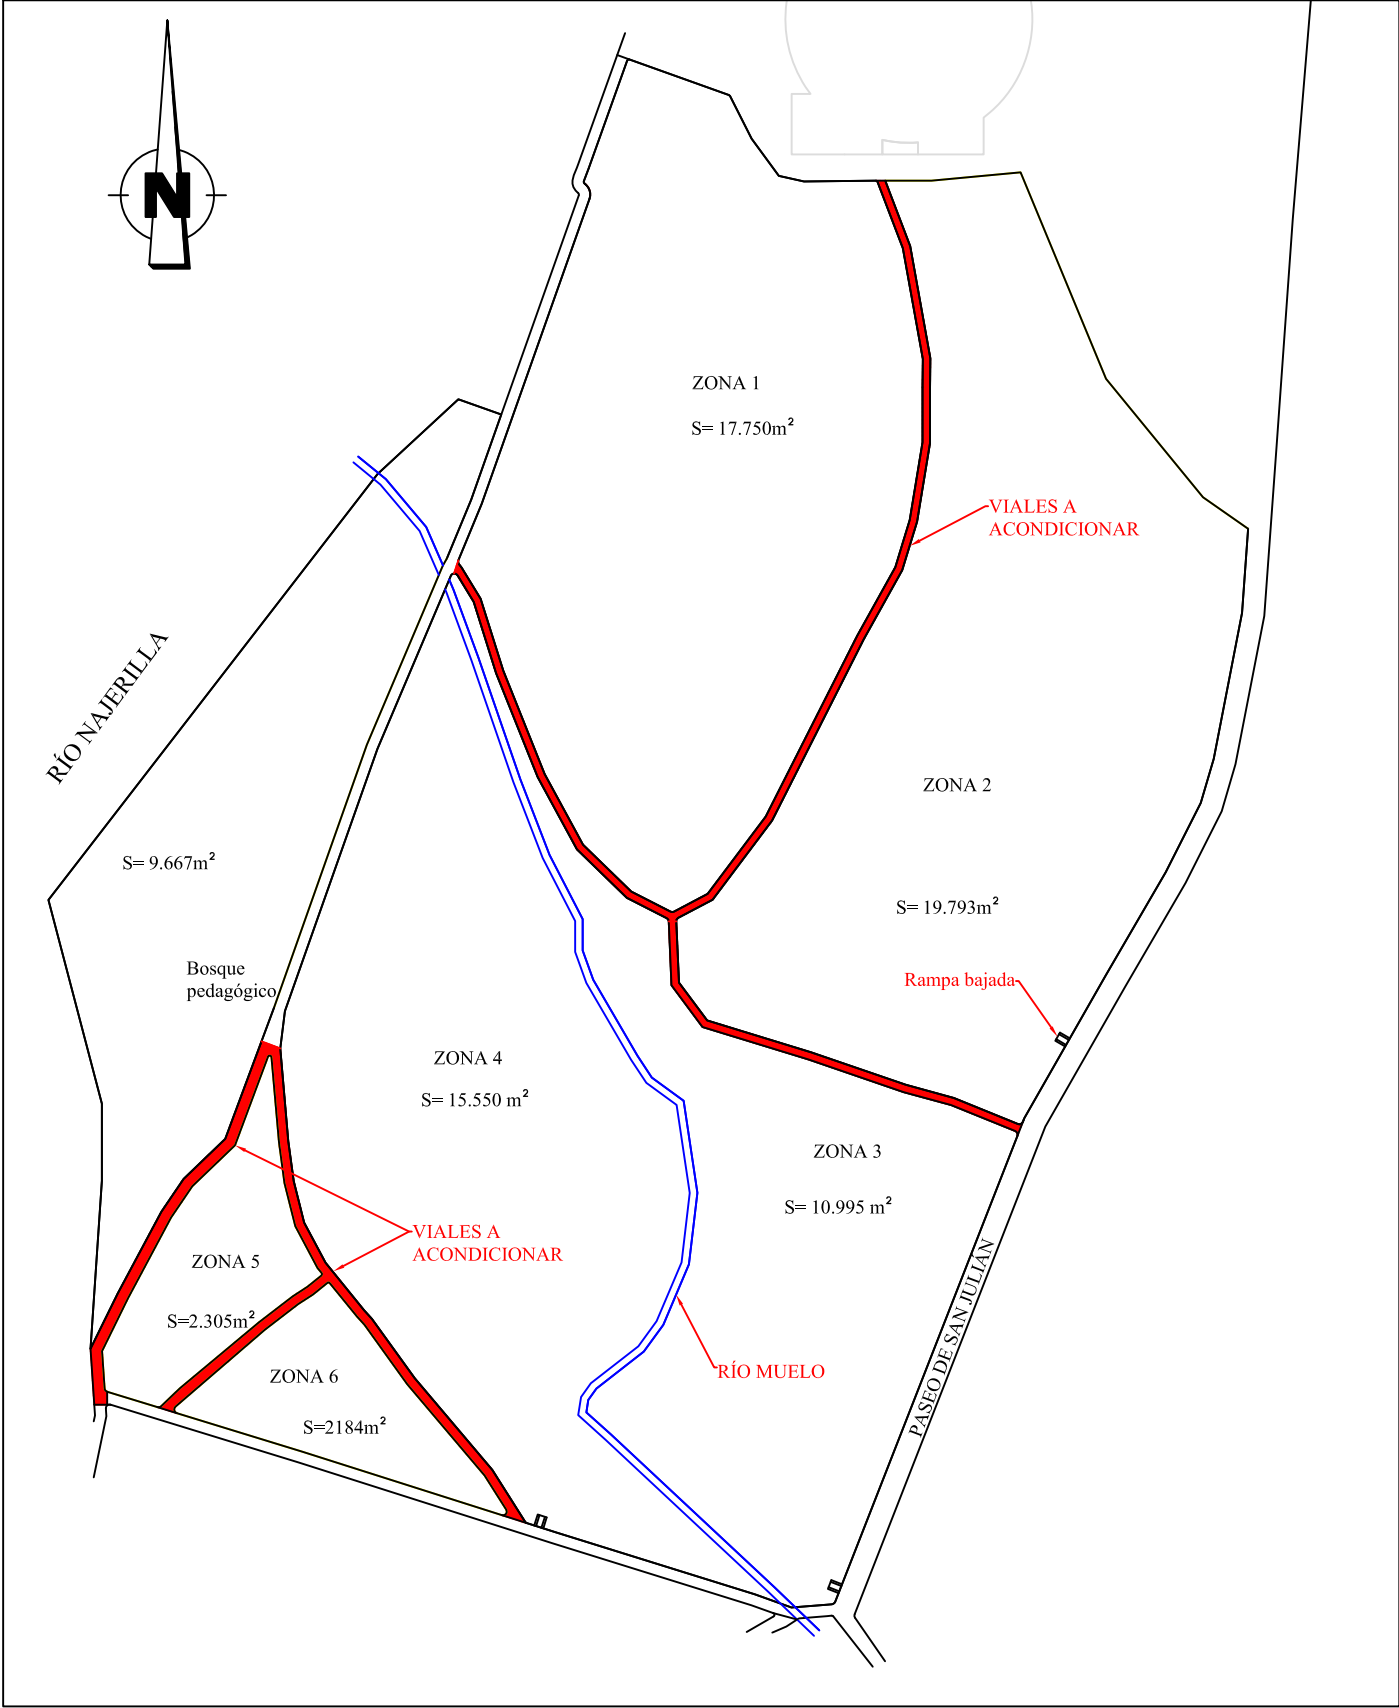 N
ZONA 1
S= 17.750m²
VIALES A
ACONDICIONAR
RÍO NAJERILLA
ZONA 2
S= 9.667m²
S= 19.793m²
Bosque
pedagógico
Rampa bajada
ZONA 4
S= 15.550 m²
ZONA 3
S= 10.995 m²
VIALES A
ACONDICIONAR
ZONA 5
S=2.305m²
PASEO DE SAN JULIÁN
RÍO MUELO
ZONA 6
S=2184m²